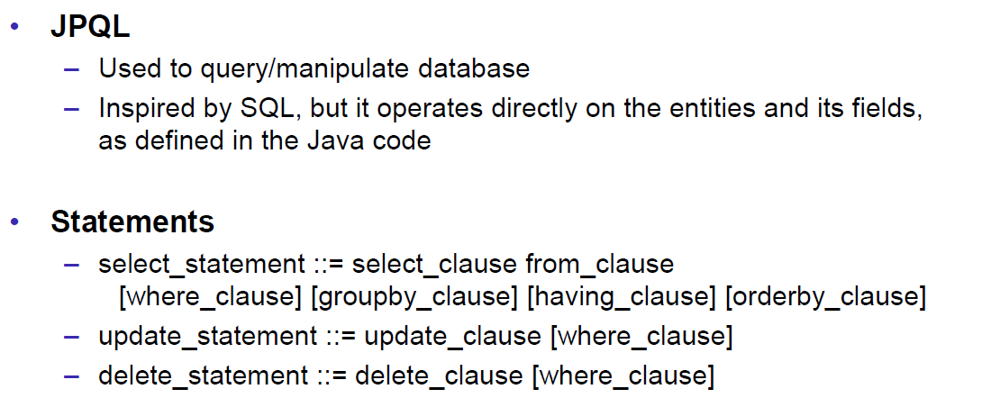 • JPQL
– Used to query/manipulate database
– Inspired by SQL, but it operates directly on the entities and its fields,
as defined in the Java code
• Statements
– select_statement ::= select_clause from_clause
[where_clause] [groupby_clause] [having_clause] [orderby_clause]
– update_statement ::= update_clause [where_clause]
– delete_statement ::= delete_clause [where_clause]